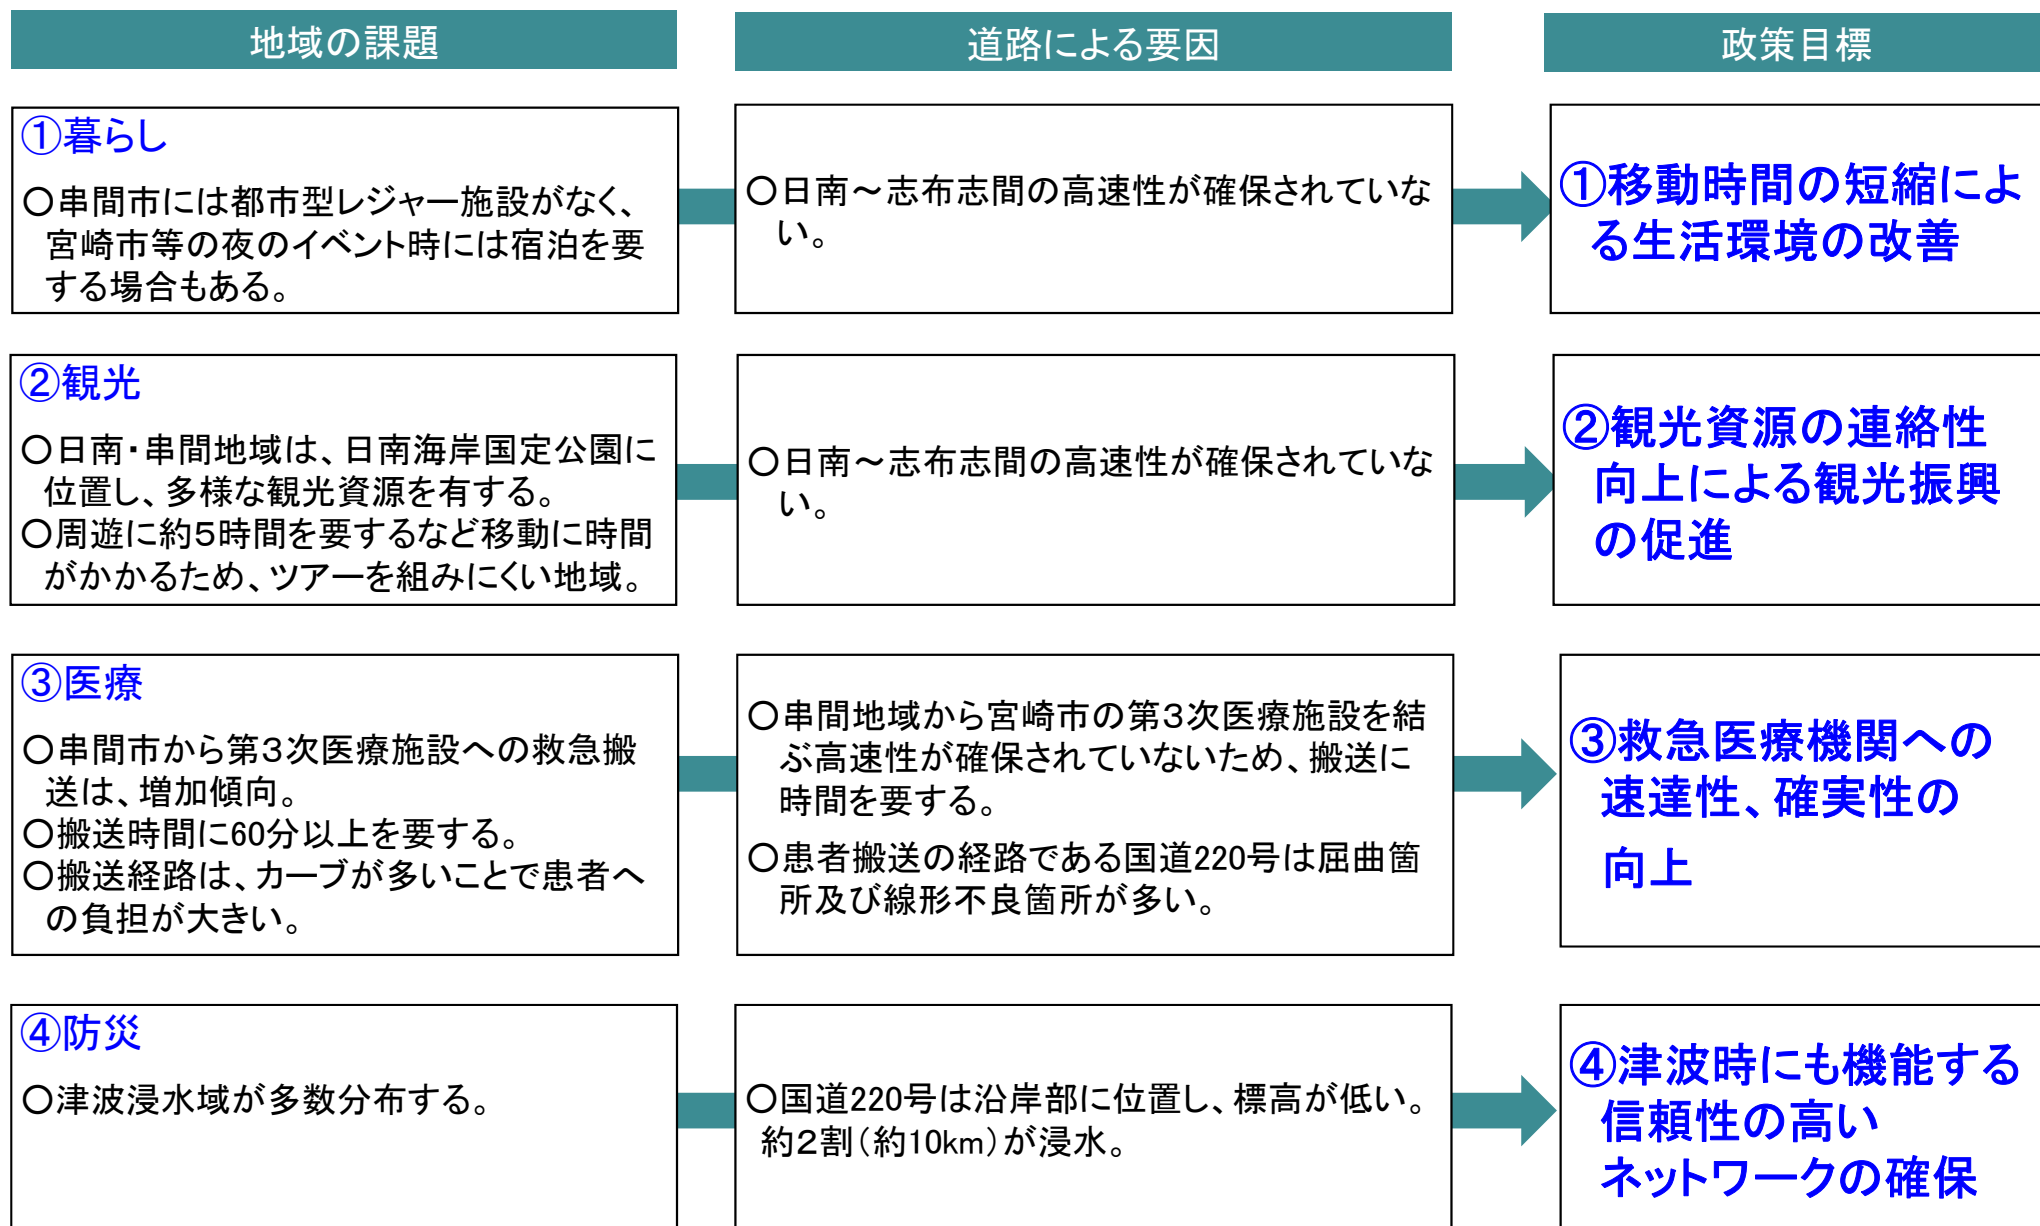 地域の課題
道路による要因
政策目標
①暮らし
〇串間市には都市型レジャー施設がなく、
宮崎市等の夜のイベント時には宿泊を要
する場合もある。
〇日南～志布志間の高速性が確保されていな
い。
①移動時間の短縮によ
る生活環境の改善
②観光
〇日南・串間地域は、日南海岸国定公園に
位置し、多様な観光資源を有する。
〇周遊に約５時間を要するなど移動に時間
がかかるため、ツアーを組みにくい地域。
〇日南～志布志間の高速性が確保されていな
い。
②観光資源の連絡性
向上による観光振興
の促進
③医療
〇串間市から第３次医療施設への救急搬
送は、増加傾向。
〇搬送時間に60分以上を要する。
〇搬送経路は、カーブが多いことで患者へ
の負担が大きい。
〇串間地域から宮崎市の第３次医療施設を結
ぶ高速性が確保されていないため、搬送に
時間を要する。
〇患者搬送の経路である国道220号は屈曲箇
所及び線形不良箇所が多い。
③救急医療機関への
速達性、確実性の
向上
④防災
〇津波浸水域が多数分布する。
〇国道220号は沿岸部に位置し、標高が低い。
約２割（約10km）が浸水。
④津波時にも機能する
信頼性の高い
ネットワークの確保